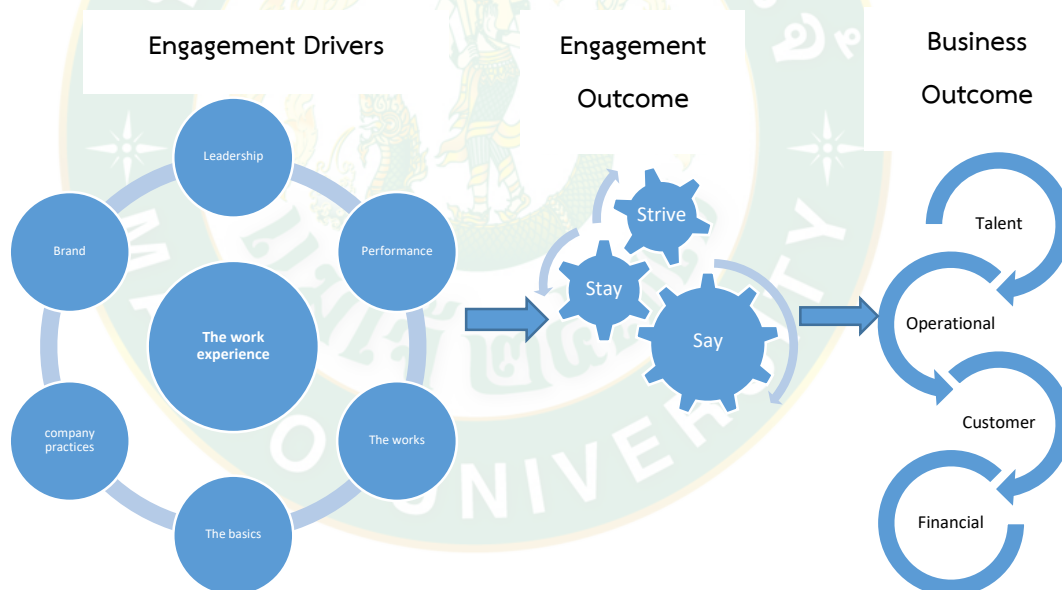 Engagement Drivers
Engagement
Outcome
Business
Outcome
Leadership
Performance
The works
The basics
company
practices
Brand
The work
experience
Strive
Stay
Say
Talent
Operational
Customer
Financial
O UNIVERSITY